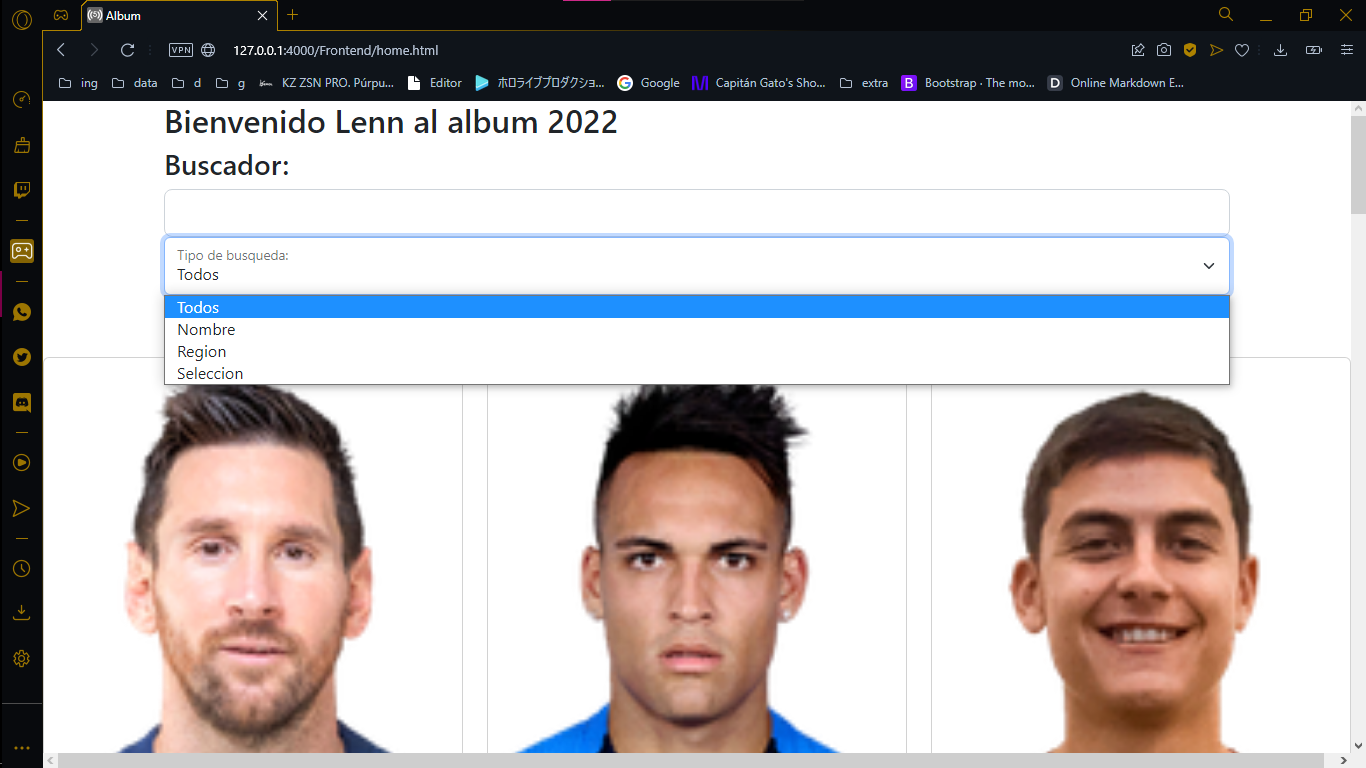 Album
VPN
127.0.0.1:4000/Frontend/home.html
ing
data
d
g
KZ ZSN PRO. Púrpu...
Editor
ホロライブプロダクショ...
Google
Capitán Gato's Sho...
extra
B
Bootstrap · The mo...
D
Online Markdown E...
Bienvenido Lenn al album 2022
Buscador:
Tipo de busqueda:
Todos
Todos
Nombre
Region
Seleccion